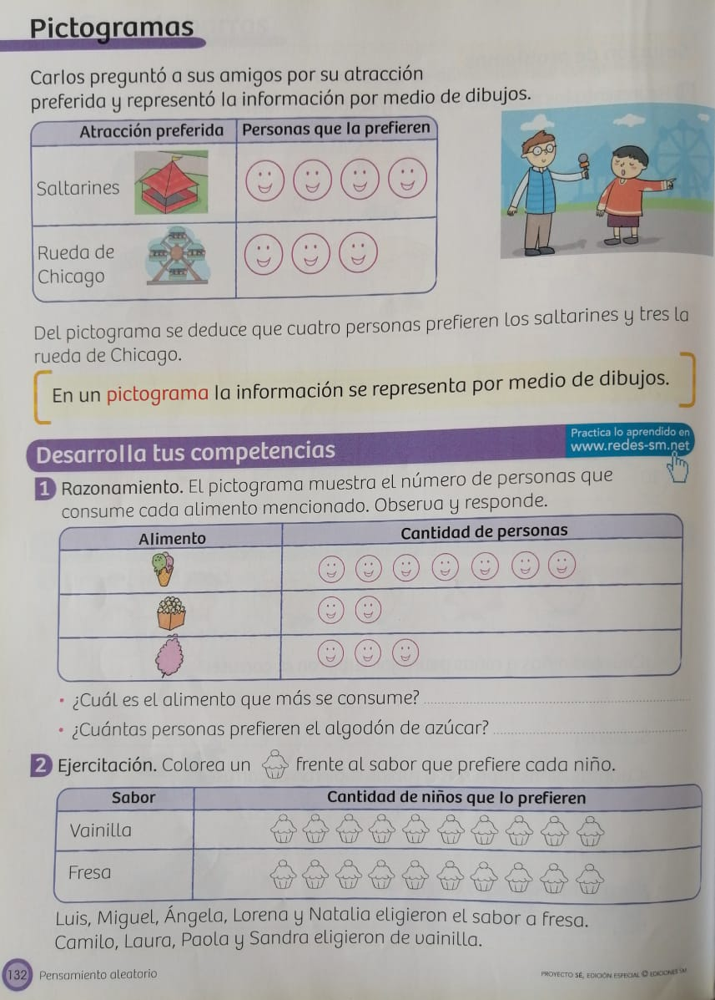 Pictogramas
Carlos preguntó a sus amigos por su atracción
preferida y representó la información por medio de dibujos.
Atracción preferida Personas que la prefieren
Saltarines
Rueda de
Chicago
Del pictograma se deduce que cuatro personas prefieren los saltarines y tres la
rueda de Chicago.
En un pictograma la información se representa por medio de dibujos.
Desarrolla tus competencias
Practica lo aprendido en
www.redes-sm.net
1 Razonamiento. El pictograma muestra el número de personas que
consume cada alimento mencionado. Observa y responde.
Alimento Cantidad de personas
• ¿Cuál es el alimento que más se consume?
• ¿Cuántas personas prefieren el algodón de azúcar?
2 Ejercitación. Colorea un frente al sabor que prefiere cada niño.
Sabor Cantidad de niños que lo prefieren
Vainilla
Fresa
Luis, Miguel, Ángela, Lorena y Natalia eligieron el sabor a fresa.
Camilo, Laura, Paola y Sandra eligieron de vainilla.
132 Pensamiento aleatorio
PROYECTO SÉ, EDICIÓN ESPECIAL © EDICIONES SM